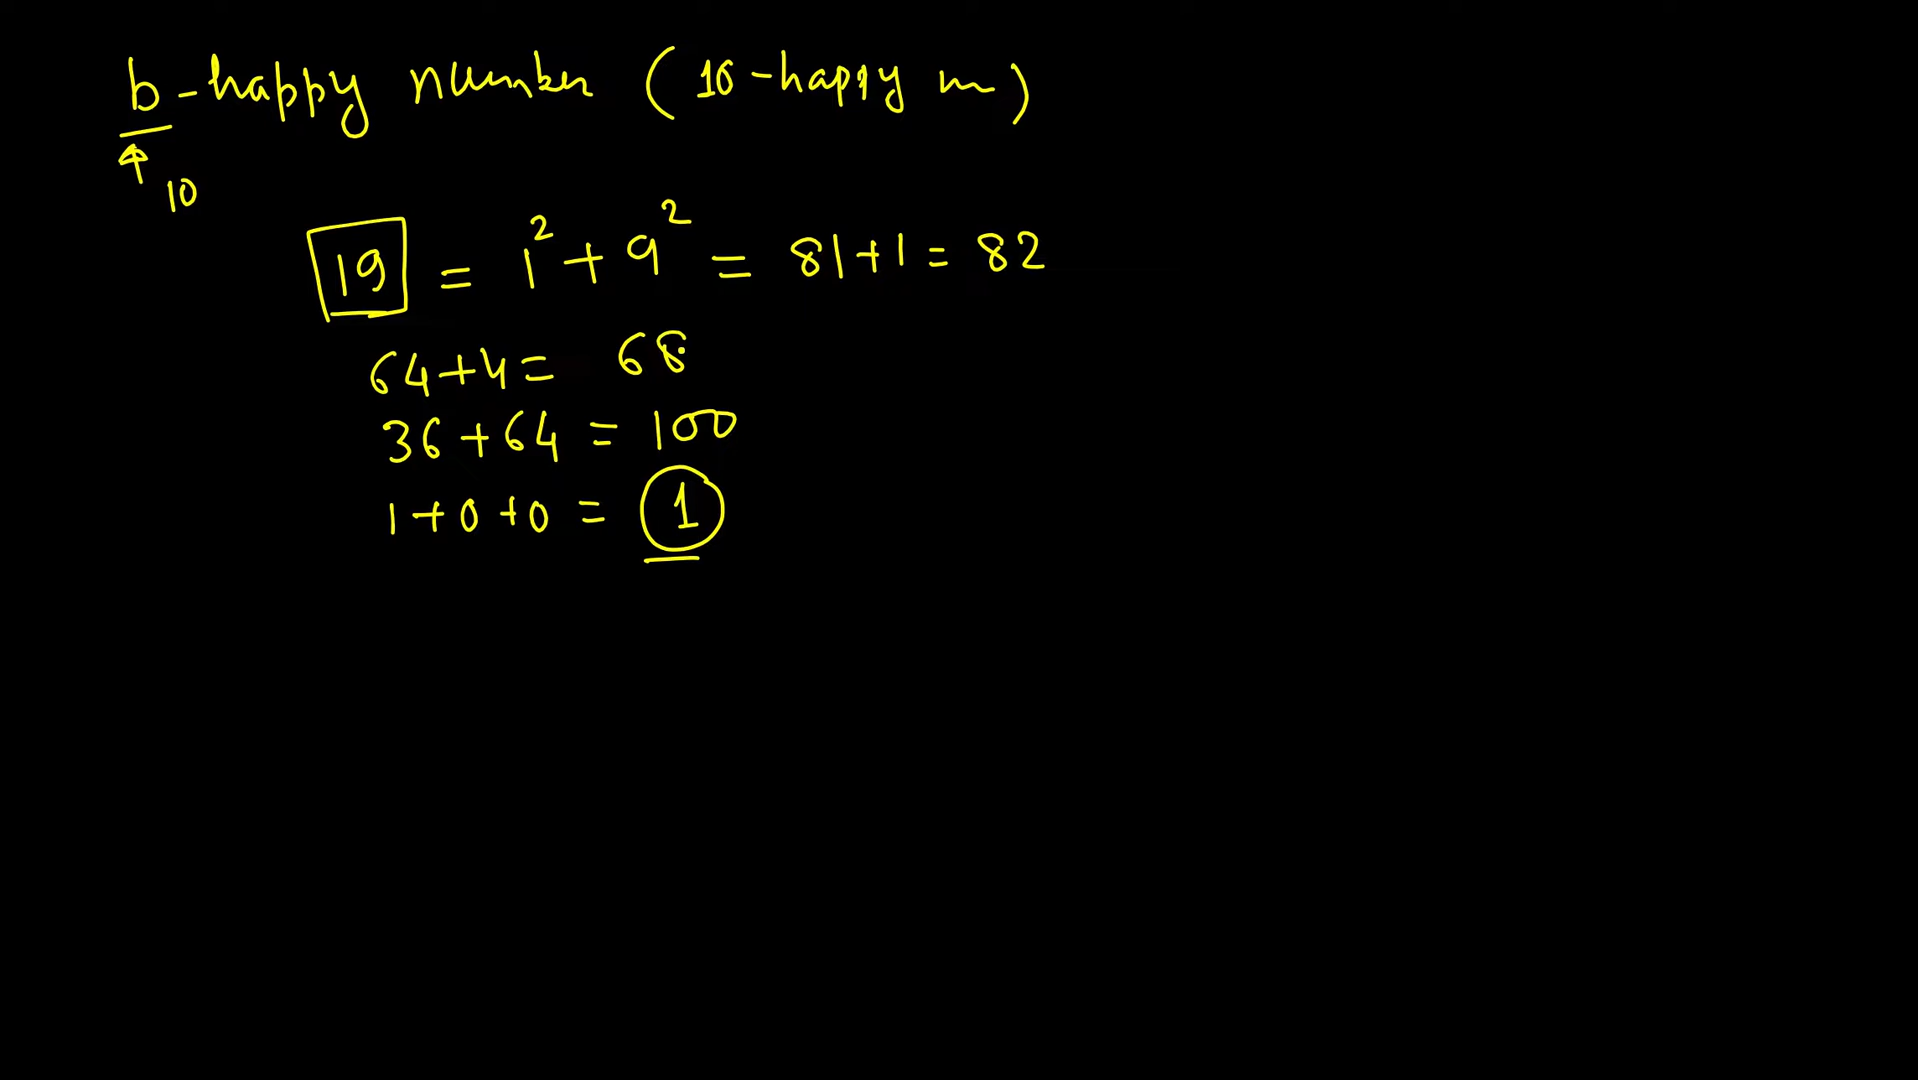 b-happy number (10-happy n)
10
19 = 1² + 9² = 81+1 = 82
64+4= 68
36+64 = 100
1+0+0 = 1